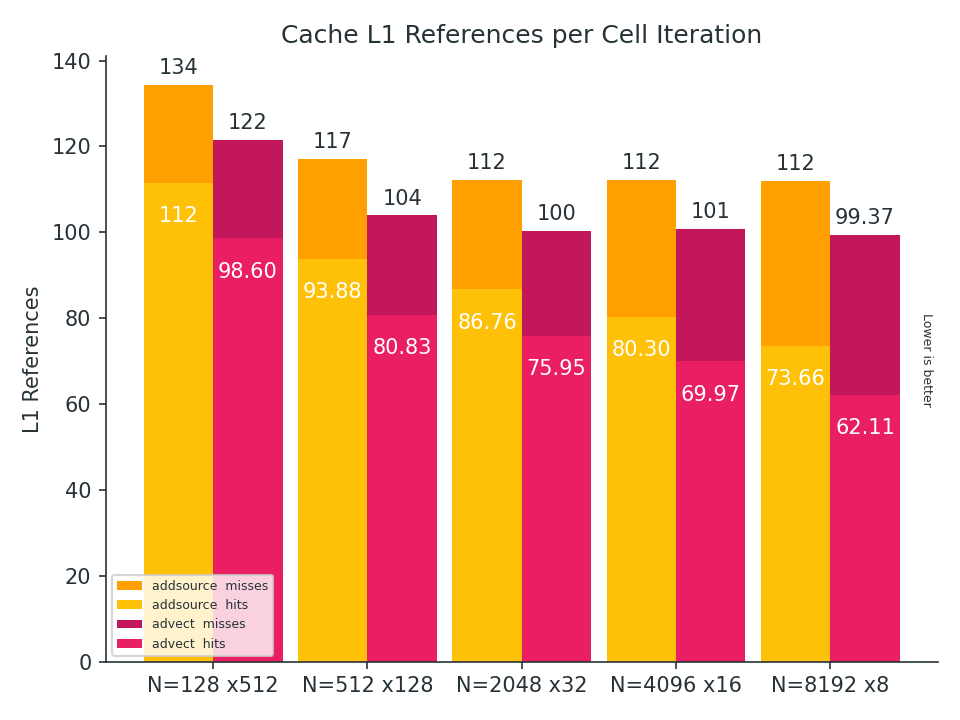 Cache L1 References per Cell Iteration
L1 References
140
120
100
80
60
40
20
0
134
122
117
104
112
100
112
101
112
99.37
112
98.60
93.88
80.83
86.76
75.95
80.30
69.97
73.66
62.11
Lower is better
addsource  misses
addsource  hits
advect  misses
advect  hits
N=128 x512
N=512 x128
N=2048 x32
N=4096 x16
N=8192 x8